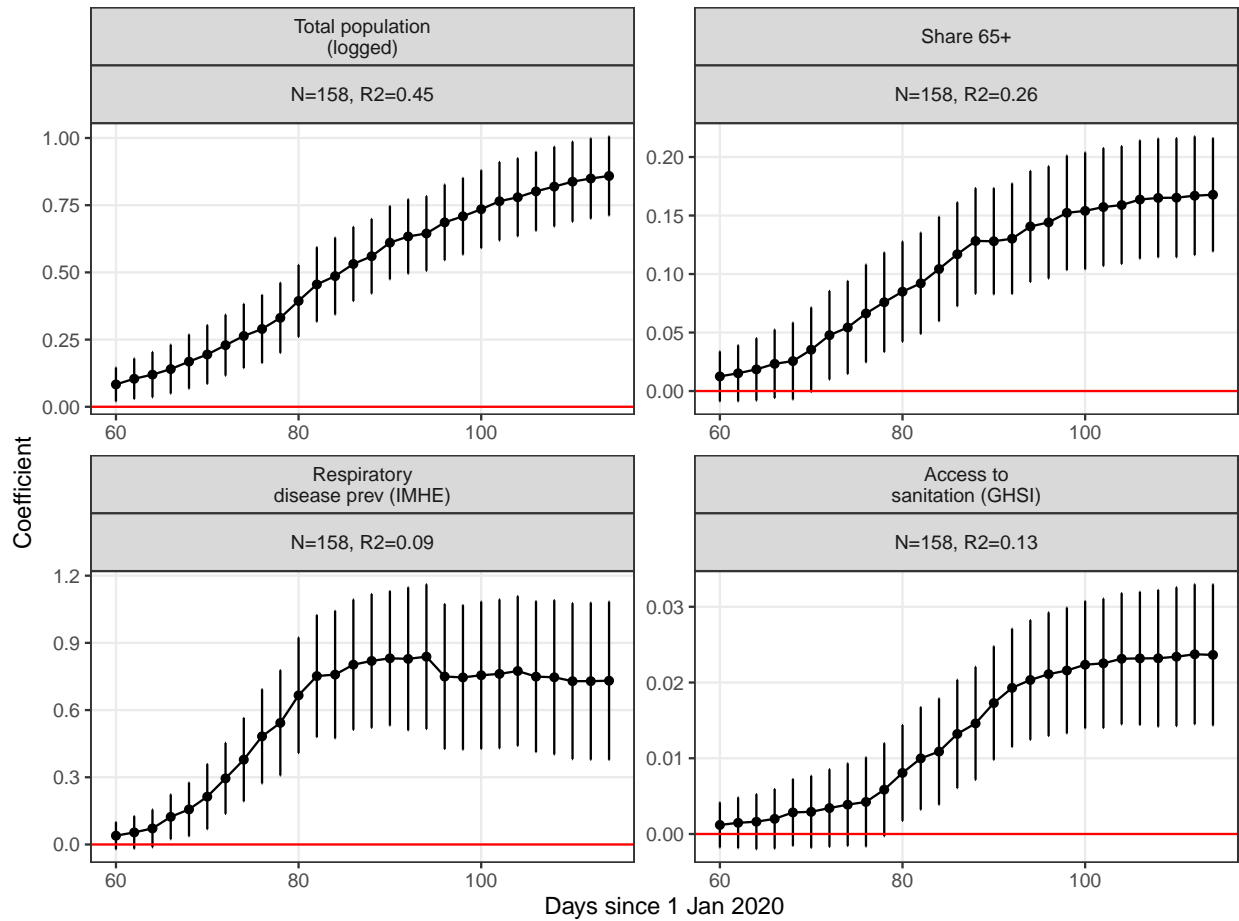 Total population
(logged)
N=158, R2=0.45
1.00
0.75
0.50
0.25
0.00
60
80
100
Share 65+
N=158, R2=0.26
0.20
0.15
0.10
0.05
0.00
60
80
100
Respiratory
disease prev (IMHE)
N=158, R2=0.09
1.2
0.9
0.6
0.3
0.0
60
80
100
Access to
sanitation (GHSI)
N=158, R2=0.13
0.03
0.02
0.01
0.00
60
80
100
Coefficient
Days since 1 Jan 2020